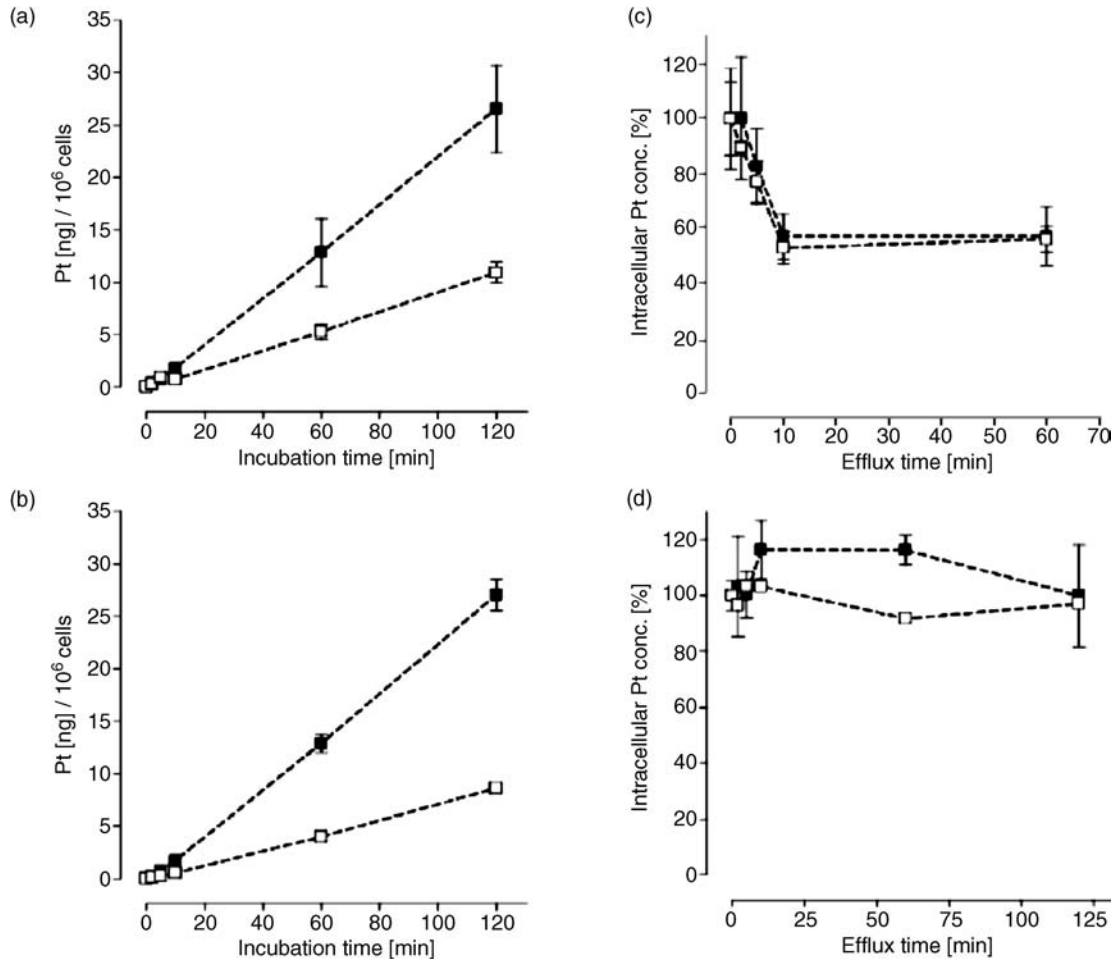 (a)
35
30
25
20
15
10
5
0
Pt [ng] / 10⁶ cells
0 20 40 60 80 100 120
Incubation time [min]
(c)
120
100
80
60
40
20
0
Intracellular Pt conc. [%]
0 10 20 30 40 50 60 70
Efflux time [min]
(b)
35
30
25
20
15
10
5
0
Pt [ng] / 10⁶ cells
0 20 40 60 80 100 120
Incubation time [min]
(d)
120
100
80
60
40
20
0
Intracellular Pt conc. [%]
0 25 50 75 100 125
Efflux time [min]